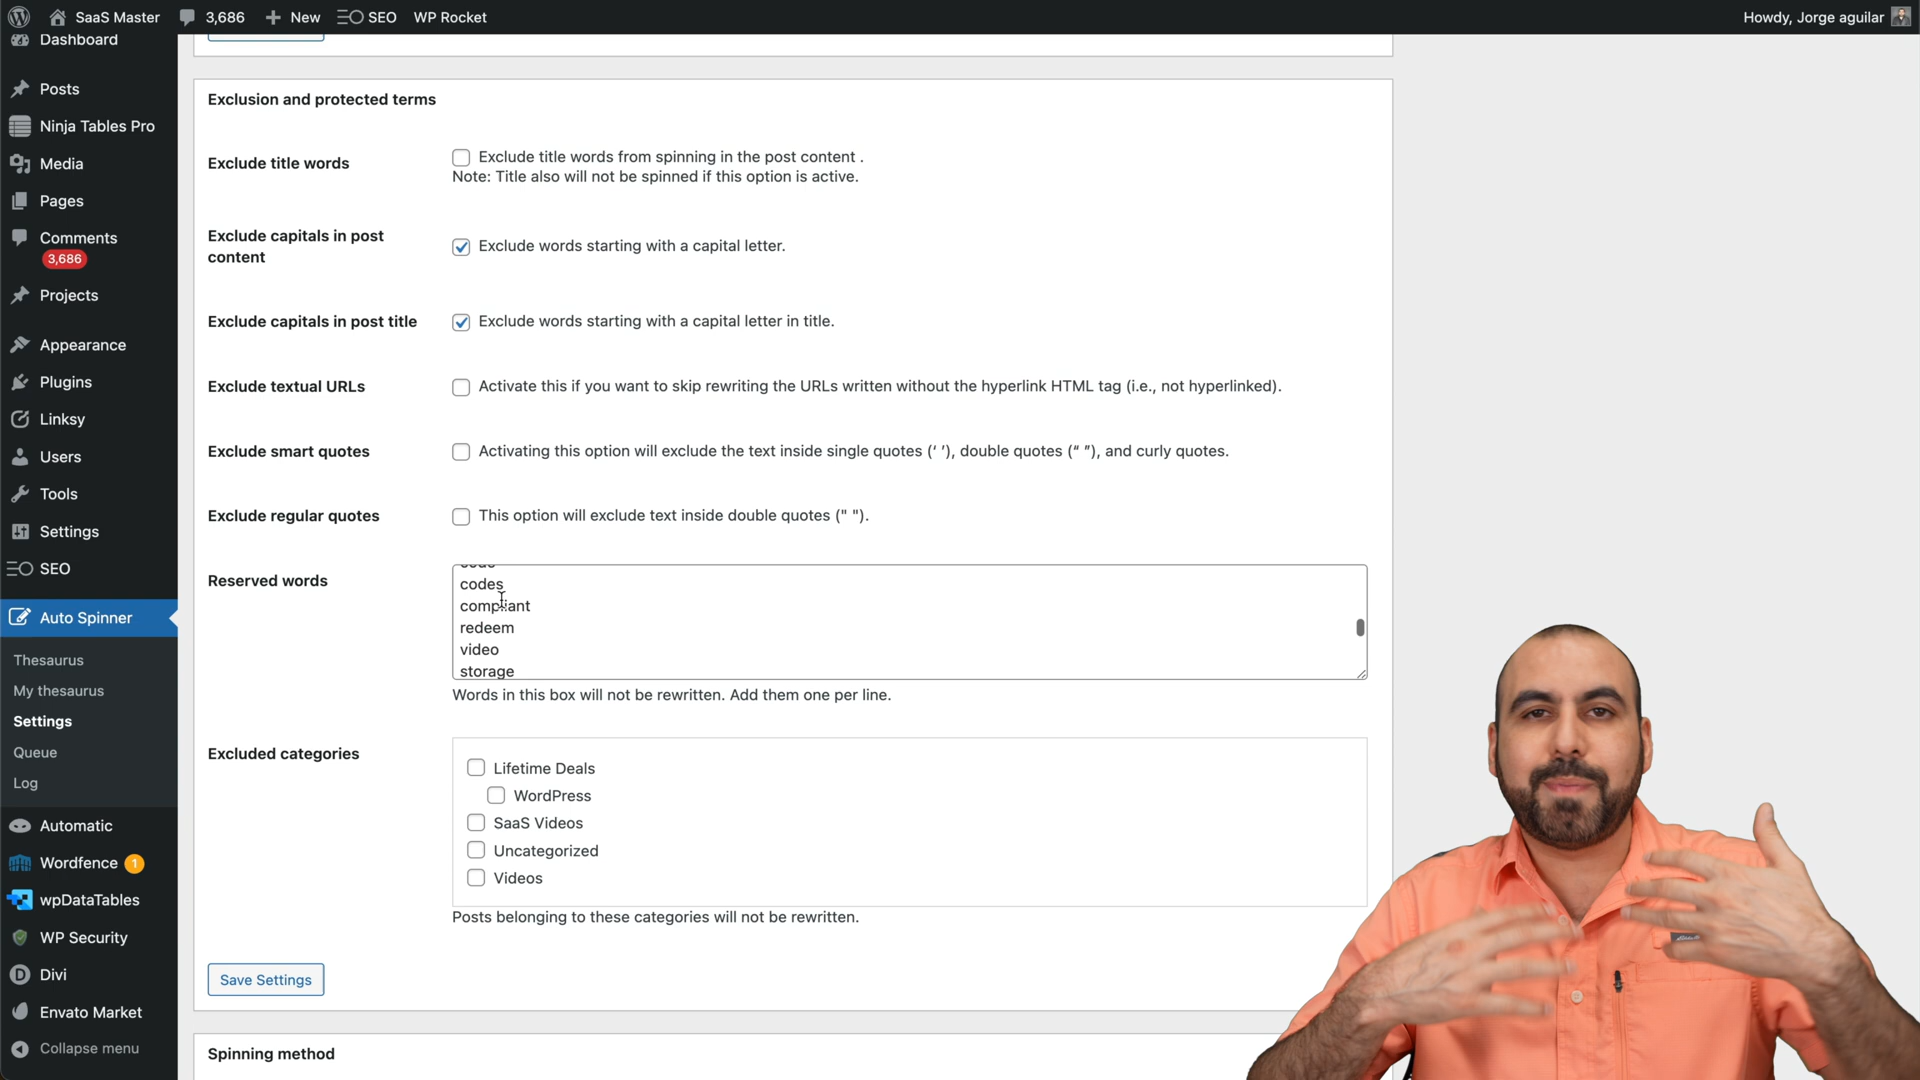 SaaS Master
3,686
New
SEO
WP Rocket
Howdy, Jorge aguilar
Dashboard
Posts
Ninja Tables Pro
Media
Pages
Comments
3,686
Projects
Appearance
Plugins
Linksy
Users
Tools
Settings
SEO
Auto Spinner
Thesaurus
My thesaurus
Settings
Queue
Log
Automatic
Wordfence 1
wpDataTables
WP Security
Divi
Envato Market
Collapse menu
Exclusion and protected terms
Exclude title words
Exclude title words from spinning in the post content .
Note: Title also will not be spinned if this option is active.
Exclude capitals in post
content
Exclude words starting with a capital letter.
Exclude capitals in post title
Exclude words starting with a capital letter in title.
Exclude textual URLs
Activate this if you want to skip rewriting the URLs written without the hyperlink HTML tag (i.e., not hyperlinked).
Exclude smart quotes
Activating this option will exclude the text inside single quotes (‘ ’), double quotes (“ ”), and curly quotes.
Exclude regular quotes
This option will exclude text inside double quotes (" ").
Reserved words
codes
compliant
redeem
video
storage
Words in this box will not be rewritten. Add them one per line.
Excluded categories
Lifetime Deals
WordPress
SaaS Videos
Uncategorized
Videos
Posts belonging to these categories will not be rewritten.
Save Settings
Spinning method